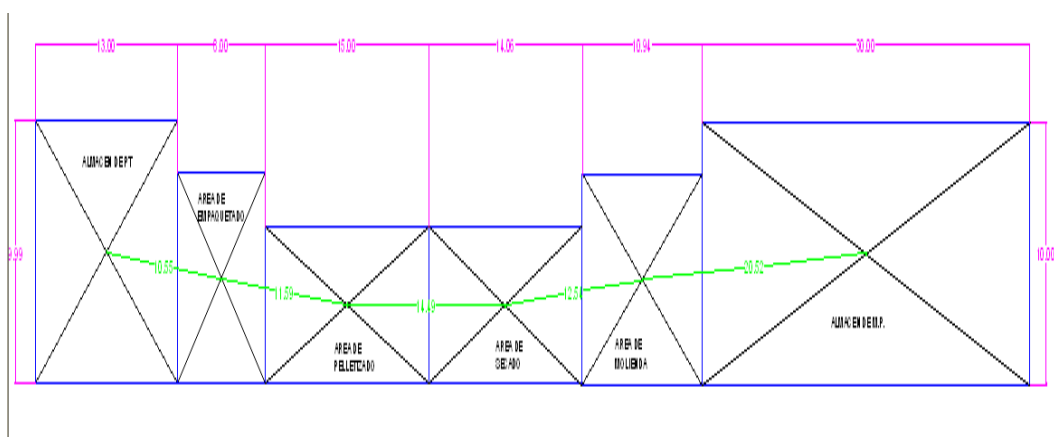 13.00 8.00 15.00 14.06 10.94 30.00
ALMACEN DE PT
AREA DE
EMPAQUETADO
9.99
10.00
10.55
11.59
14.49
12.51
20.52
AREA DE
PELLETIZADO
AREA DE
SECADO
AREA DE
MOLIENDA
ALMACEN DE M.P.